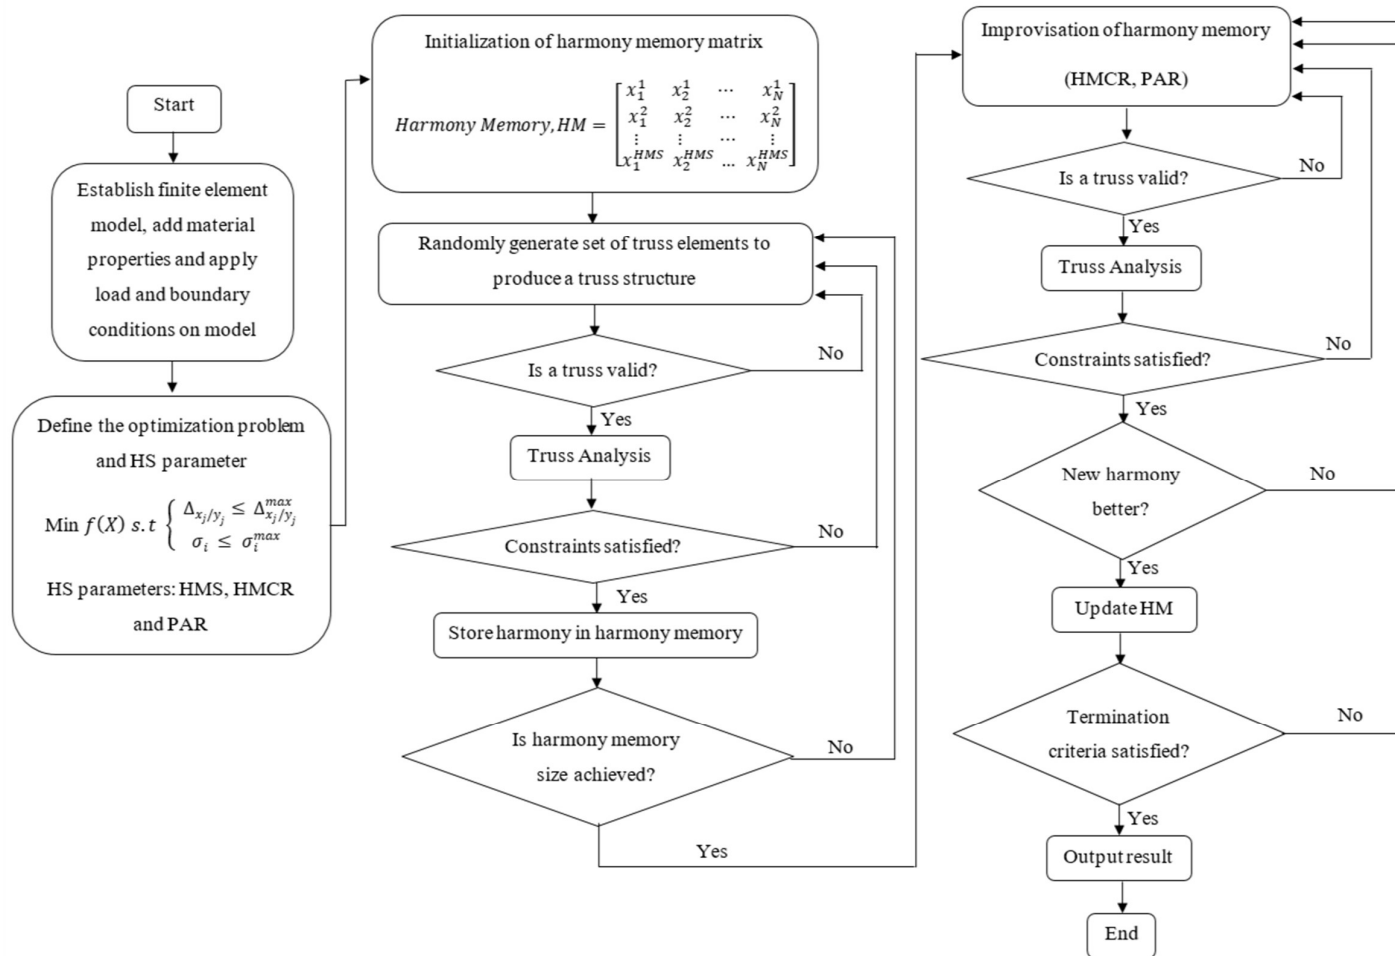 Start
Establish finite element
model, add material
properties and apply
load and boundary
conditions on model
Define the optimization problem
and HS parameter
Min f(X) s.t { Δ_{x_j/y_j} ≤ Δ_{x_j/y_j}^{max}
σ_i ≤ σ_i^{max}
HS parameters: HMS, HMCR
and PAR
Initialization of harmony memory matrix
Harmony Memory, HM =
x_1^1 x_2^1 ⋯ x_N^1
x_1^2 x_2^2 ⋯ x_N^2
⋮ ⋮ ⋯ ⋮
x_1^{HMS} x_2^{HMS} … x_N^{HMS}
Randomly generate set of truss elements to
produce a truss structure
Is a truss valid?
No
Yes
Truss Analysis
Constraints satisfied?
No
Yes
Store harmony in harmony memory
Is harmony memory
size achieved?
No
Yes
Improvisation of harmony memory
(HMCR, PAR)
Is a truss valid?
No
Yes
Truss Analysis
Constraints satisfied?
No
Yes
New harmony
better?
No
Yes
Update HM
Termination
criteria satisfied?
No
Yes
Output result
End